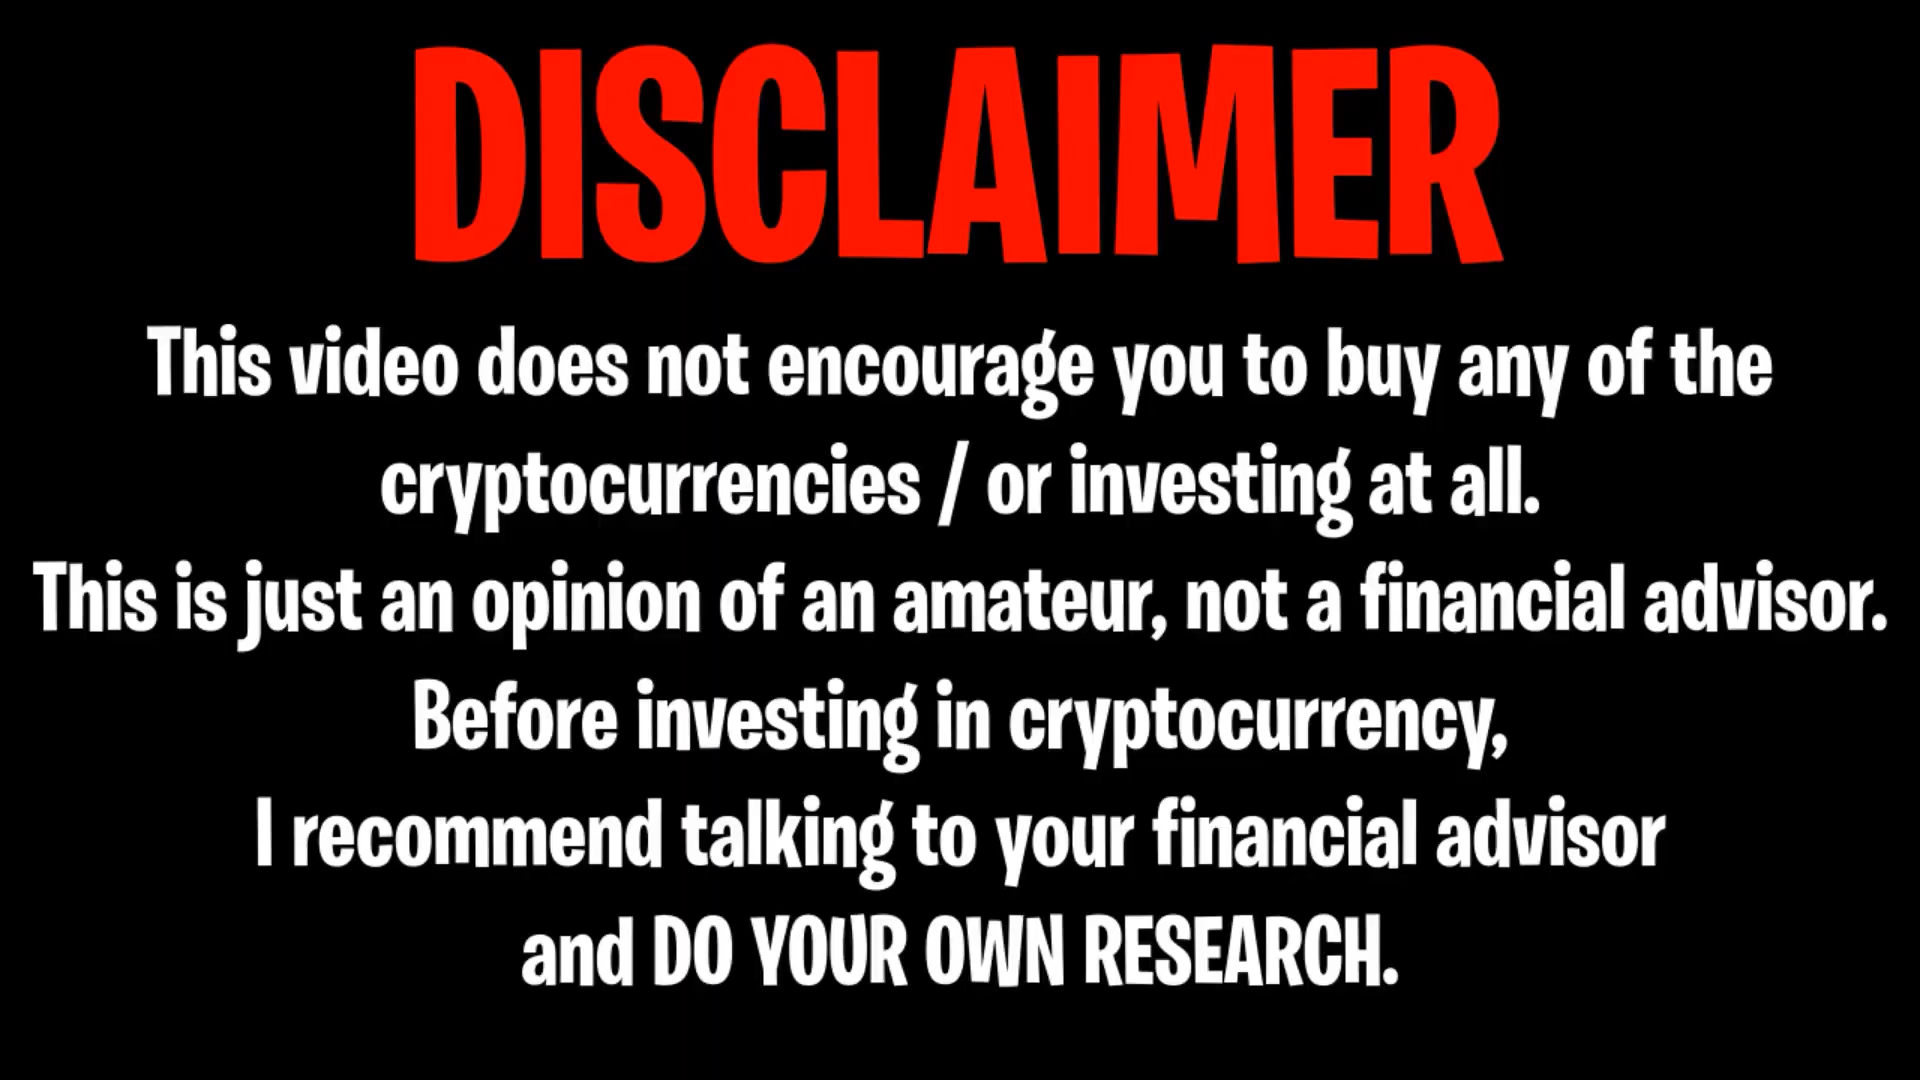 DISCLAIMER
This video does not encourage you to buy any of the
cryptocurrencies / or investing at all.
This is just an opinion of an amateur, not a financial advisor.
Before investing in cryptocurrency,
I recommend talking to your financial advisor
and DO YOUR OWN RESEARCH.